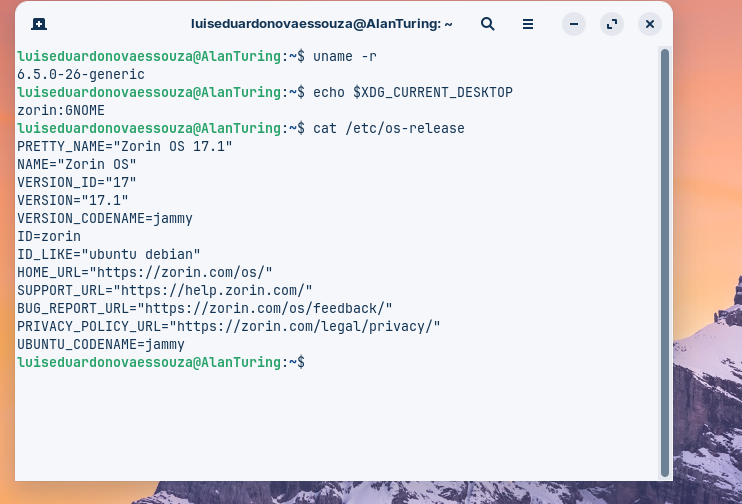 luiseduardonovaessouza@AlanTuring: ~
luiseduardonovaessouza@AlanTuring:~$ uname -r
6.5.0-26-generic
luiseduardonovaessouza@AlanTuring:~$ echo $XDG_CURRENT_DESKTOP
zorin:GNOME
luiseduardonovaessouza@AlanTuring:~$ cat /etc/os-release
PRETTY_NAME="Zorin OS 17.1"
NAME="Zorin OS"
VERSION_ID="17"
VERSION="17.1"
VERSION_CODENAME=jammy
ID=zorin
ID_LIKE="ubuntu debian"
HOME_URL="https://zorin.com/os/"
SUPPORT_URL="https://help.zorin.com/"
BUG_REPORT_URL="https://zorin.com/os/feedback/"
PRIVACY_POLICY_URL="https://zorin.com/legal/privacy/"
UBUNTU_CODENAME=jammy
luiseduardonovaessouza@AlanTuring:~$